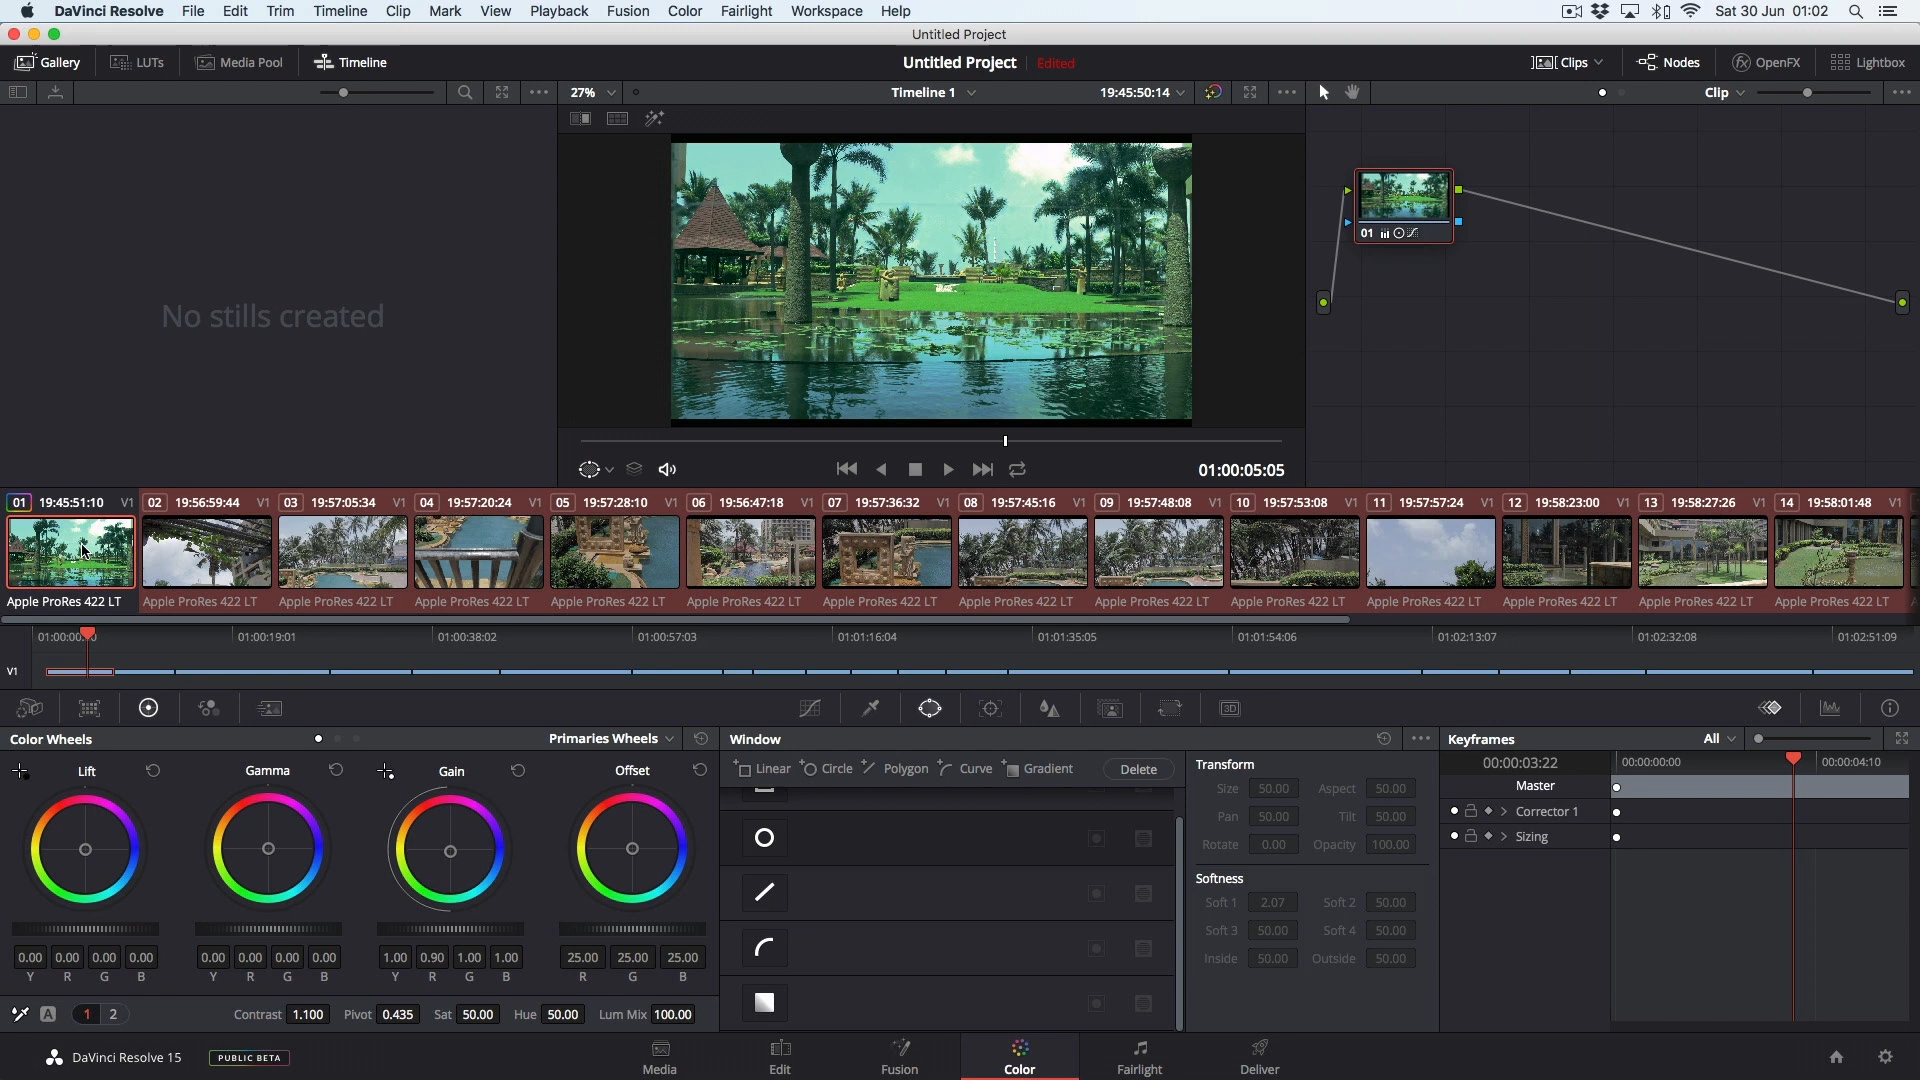 DaVinci Resolve File Edit Trim Timeline Clip Mark View Playback Fusion Color Fairlight Workspace Help Sat 30 Jun 01:02
Untitled Project
Gallery LUTs Media Pool Timeline Untitled Project Edited Clips Nodes OpenFX Lightbox
27% Timeline 1 19:45:50:14 Clip
No stills created
01
01:00:05:05
01 19:45:51:10 V1 02 19:56:59:44 V1 03 19:57:05:34 V1 04 19:57:20:24 V1 05 19:57:28:10 V1 06 19:56:47:18 V1 07 19:57:36:32 V1 08 19:57:45:16 V1 09 19:57:48:08 V1 10 19:57:53:08 V1 11 19:57:57:24 V1 12 19:58:23:00 V1 13 19:58:27:26 V1 14 19:58:01:48 V1
Apple ProRes 422 LT Apple ProRes 422 LT Apple ProRes 422 LT Apple ProRes 422 LT Apple ProRes 422 LT Apple ProRes 422 LT Apple ProRes 422 LT Apple ProRes 422 LT Apple ProRes 422 LT Apple ProRes 422 LT Apple ProRes 422 LT Apple ProRes 422 LT Apple ProRes 422 LT Apple ProRes 422 LT
01:00:19:01 01:00:38:02 01:00:57:03 01:01:16:04 01:01:35:05 01:01:54:06 01:02:13:07 01:02:32:08 01:02:51:09
V1
3D
Color Wheels Primaries Wheels Window Keyframes All
Lift Gamma Gain Offset
Linear Circle Polygon Curve Gradient Delete
Transform
Size 50.00 Aspect 50.00
Pan 50.00 Tilt 50.00
Rotate 0.00 Opacity 100.00
Softness
Soft 1 2.07 Soft 2 50.00
Soft 3 50.00 Soft 4 50.00
Inside 50.00 Outside 50.00
00:00:03:22 00:00:00:00 00:00:04:10
Master
Corrector 1
Sizing
0.00 0.00 0.00 0.00 0.00 0.00 0.00 0.00 1.00 0.90 1.00 1.00 25.00 25.00 25.00
Y R G B Y R G B Y R G B R G B
A 1 2 Contrast 1.100 Pivot 0.435 Sat 50.00 Hue 50.00 Lum Mix 100.00
DaVinci Resolve 15 PUBLIC BETA
Media Edit Fusion Color Fairlight Deliver